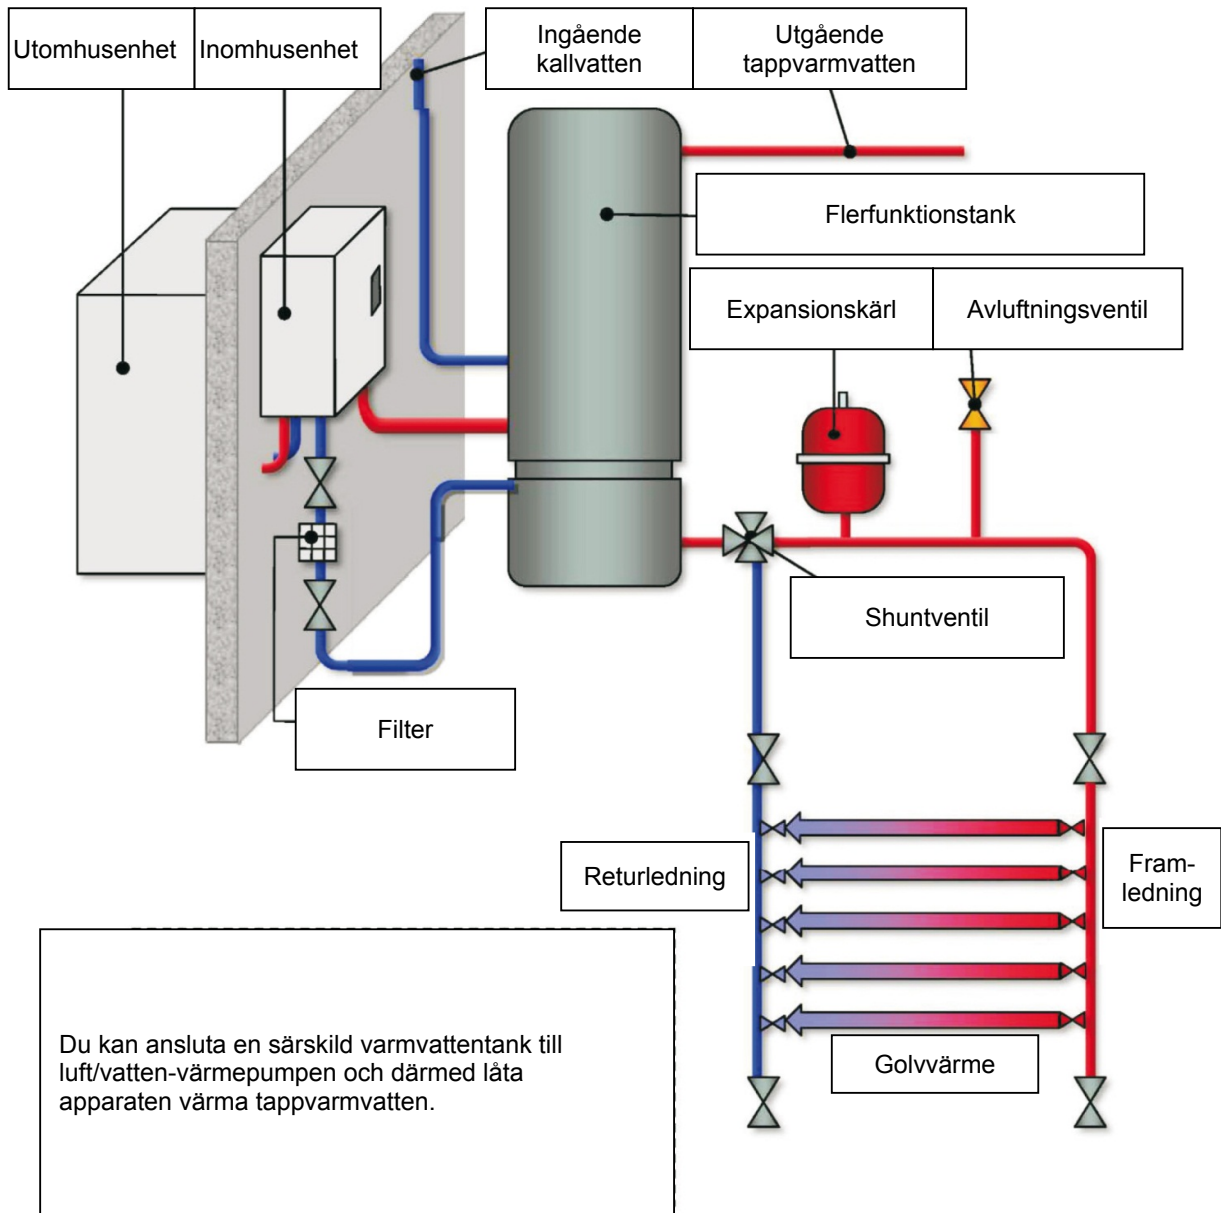 Utomhusenhet
Inomhusenhet
Ingående
kallvatten
Utgående
tappvarmvatten
Flerfunktionstank
Expansionskärl
Avluftningsventil
Shuntventil
Filter
Returledning
Fram-
ledning
Golvvärme
Du kan ansluta en särskild varmvattentank till
luft/vatten-värmepumpen och därmed låta
apparaten värma tappvarmvatten.